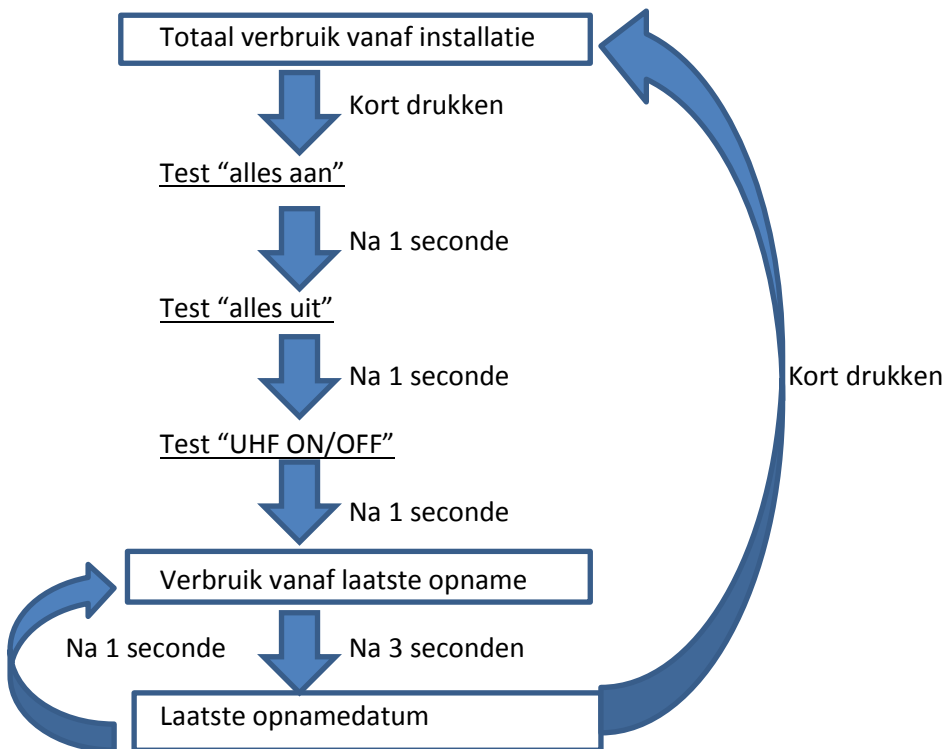 Totaal verbruik vanaf installatie
Kort drukken
Test “alles aan”
Na 1 seconde
Test “alles uit”
Na 1 seconde
Kort drukken
Test “UHF ON/OFF”
Na 1 seconde
Verbruik vanaf laatste opname
Na 1 seconde
Na 3 seconden
Laatste opnamedatum